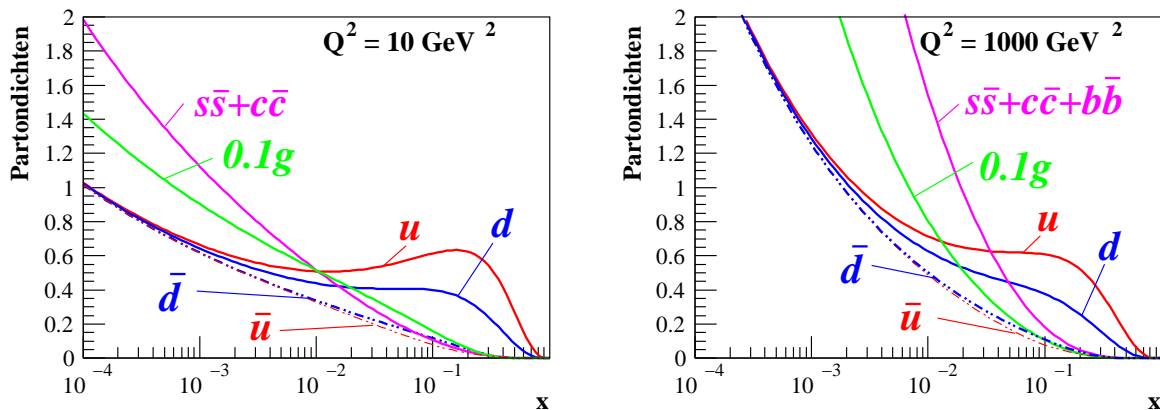 Partondichten
Q² = 10 GeV ²
2
1.8
1.6
1.4
1.2
1
0.8
0.6
0.4
0.2
0
ss̄+cc̄
0.1g
u
d
d̄
ū
10⁻⁴
10⁻³
10⁻²
10⁻¹
x
Partondichten
Q² = 1000 GeV ²
2
1.8
1.6
1.4
1.2
1
0.8
0.6
0.4
0.2
0
ss̄+cc̄+bb̄
0.1g
u
d
d̄
ū
10⁻⁴
10⁻³
10⁻²
10⁻¹
x